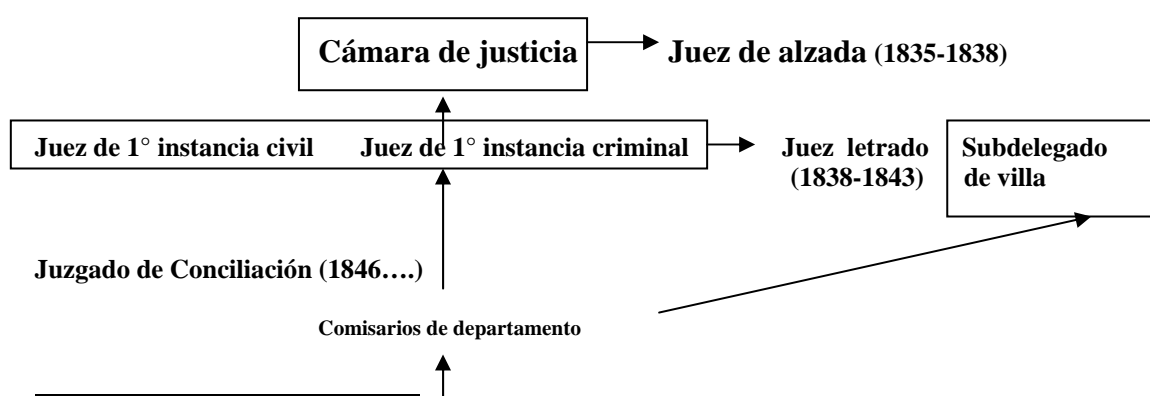 Cámara de justicia
Juez de alzada (1835-1838)
Juez de 1° instancia civil Juez de 1° instancia criminal
Juez letrado
(1838-1843)
Subdelegado
de villa
Juzgado de Conciliación (1846….)
Comisarios de departamento